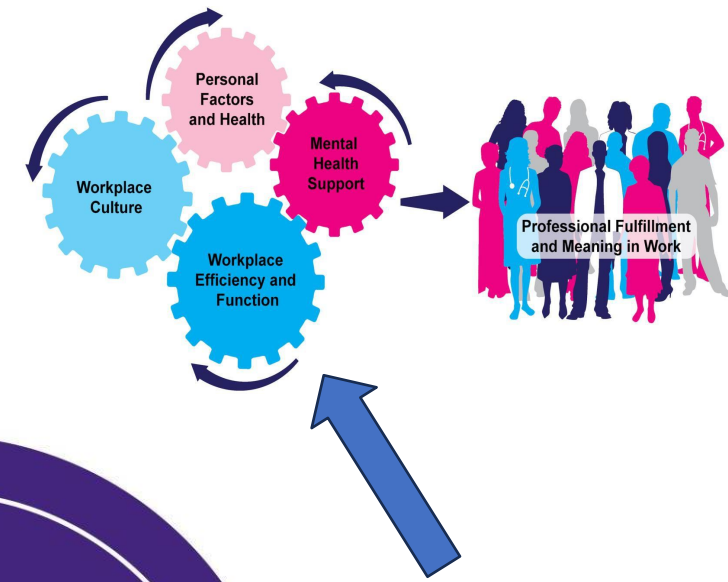 Personal
Factors
and Health
Mental
Health
Support
Workplace
Culture
Workplace
Efficiency and
Function
Professional Fulfillment
and Meaning in Work